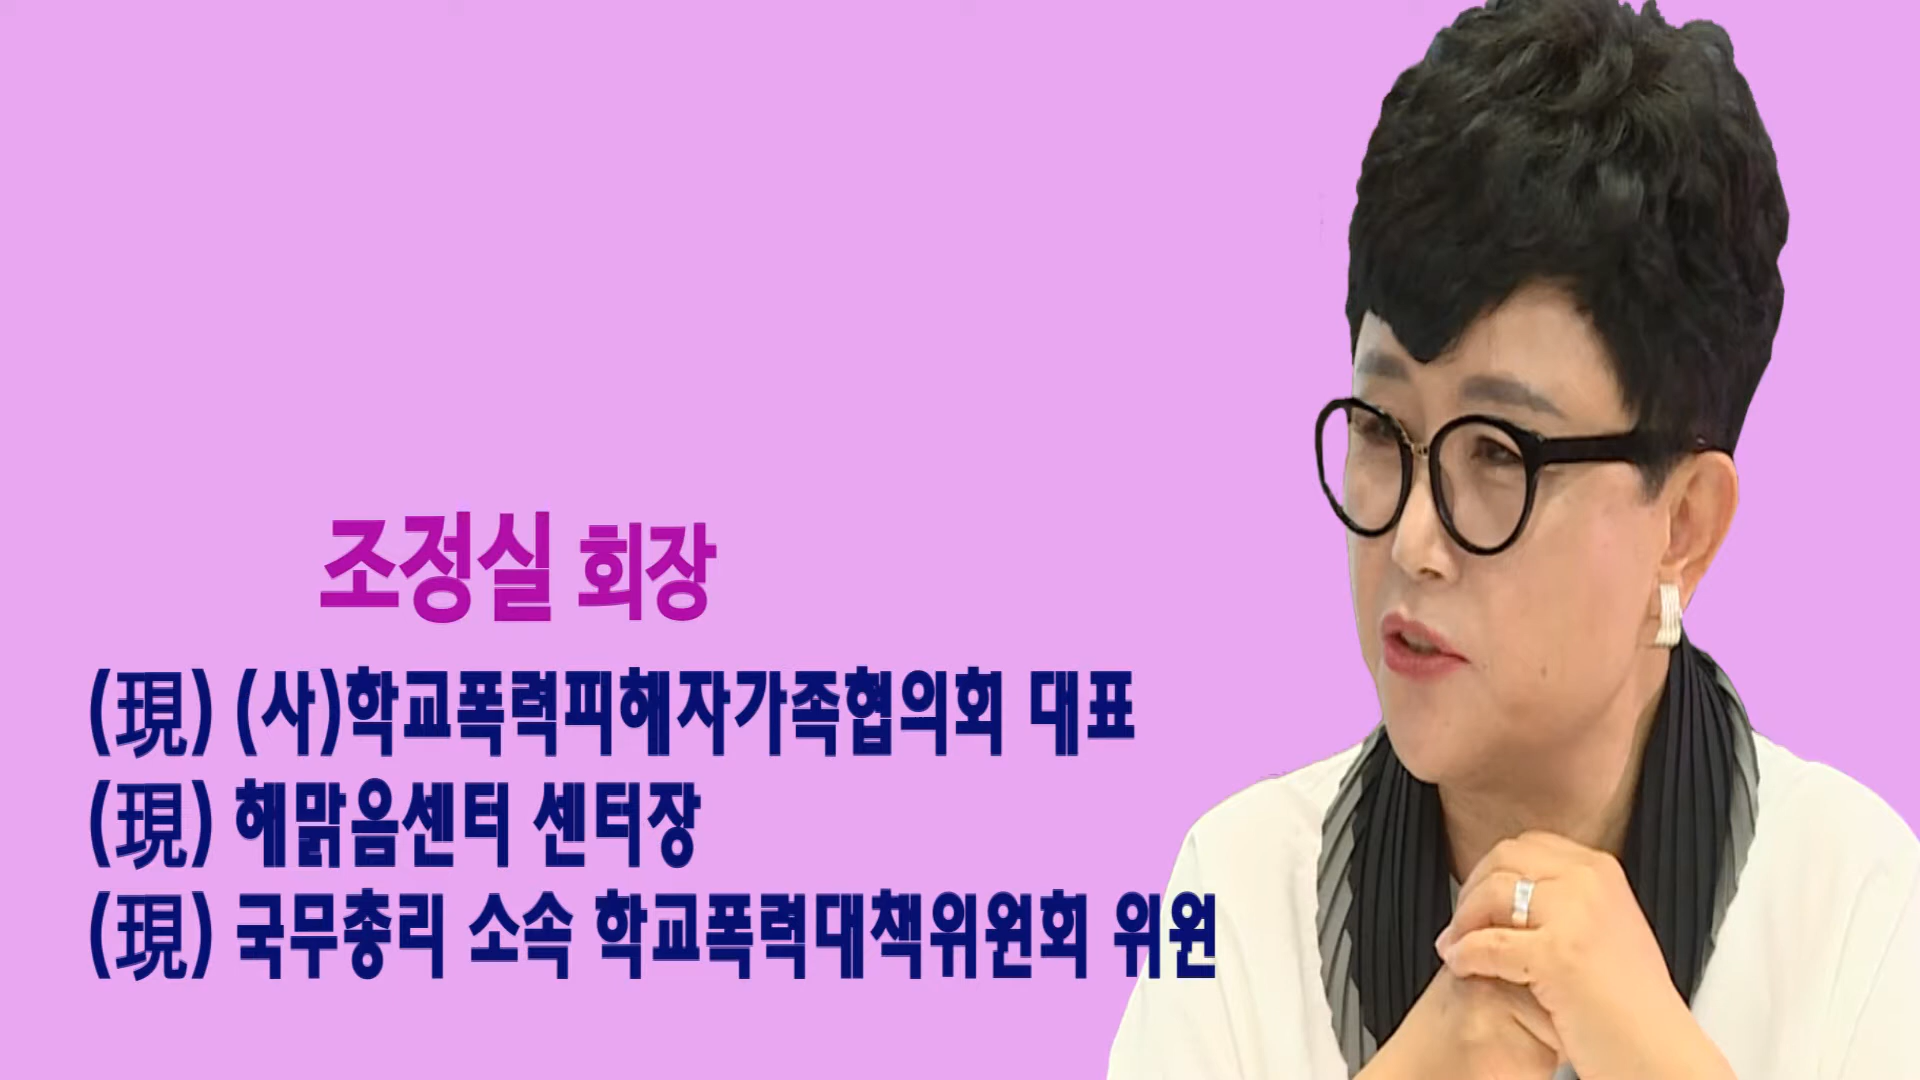 조정실 회장
(現) (사)학교폭력피해자가족협의회 대표
(現) 해맑음센터 센터장
(現) 국무총리 소속 학교폭력대책위원회 위원